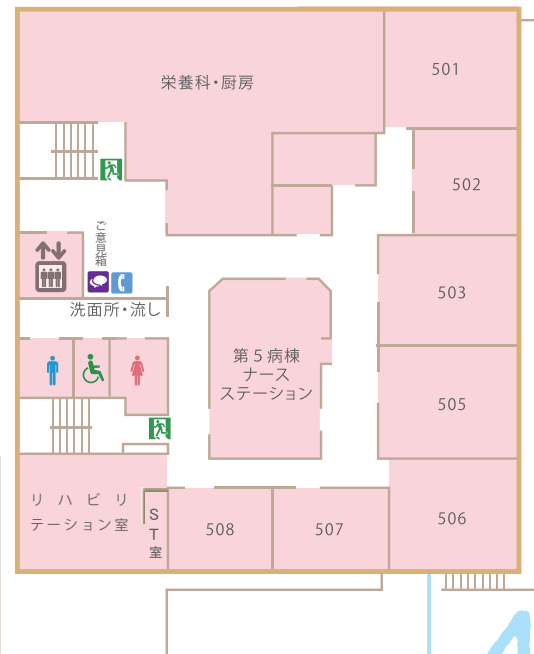 栄養科・厨房
501
502
ご意見箱
503
洗面所・流し
第5病棟
ナース
ステーション
505
リハビリ
テーション室
ST室
508
507
506